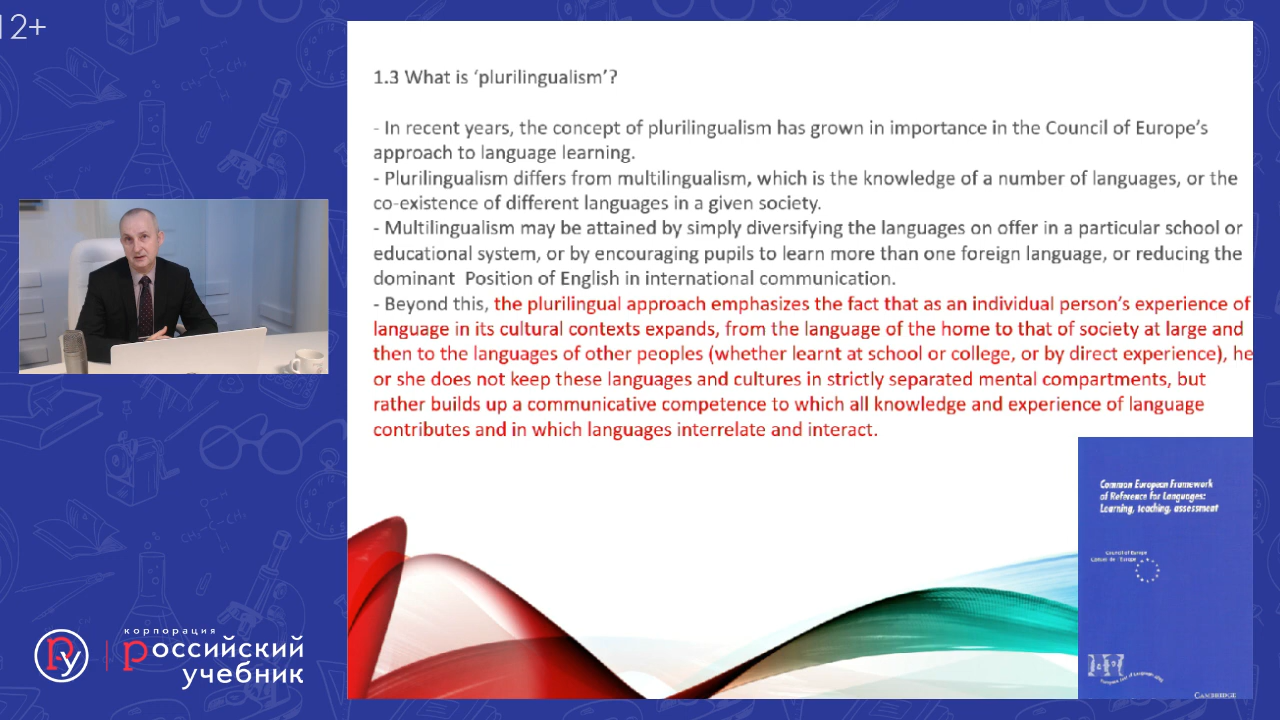 12+
1.3 What is ‘plurilingualism’?
- In recent years, the concept of plurilingualism has grown in importance in the Council of Europe’s
approach to language learning.
- Plurilingualism differs from multilingualism, which is the knowledge of a number of languages, or the
co-existence of different languages in a given society.
- Multilingualism may be attained by simply diversifying the languages on offer in a particular school or
educational system, or by encouraging pupils to learn more than one foreign language, or reducing the
dominant Position of English in international communication.
- Beyond this, the plurilingual approach emphasizes the fact that as an individual person’s experience of
language in its cultural contexts expands, from the language of the home to that of society at large and
then to the languages of other peoples (whether learnt at school or college, or by direct experience), he
or she does not keep these languages and cultures in strictly separated mental compartments, but
rather builds up a communicative competence to which all knowledge and experience of language
contributes and in which languages interrelate and interact.
Common European Framework
of Reference for Languages:
Learning, teaching, assessment
Council of Europe
Conseil de l'Europe
CAMBRIDGE
Ру
корпорация
российский
учебник